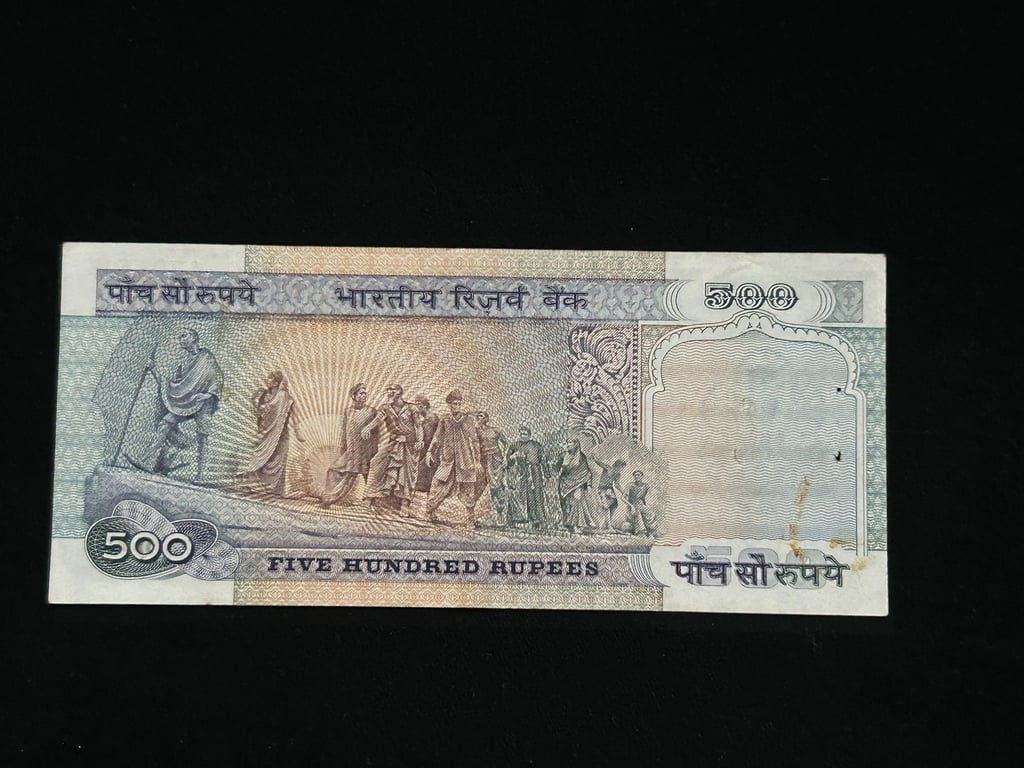 पाँच सौ रुपये भारतीय रिज़र्व बैंक 500
500 FIVE HUNDRED RUPEES पाँच सौ रुपये